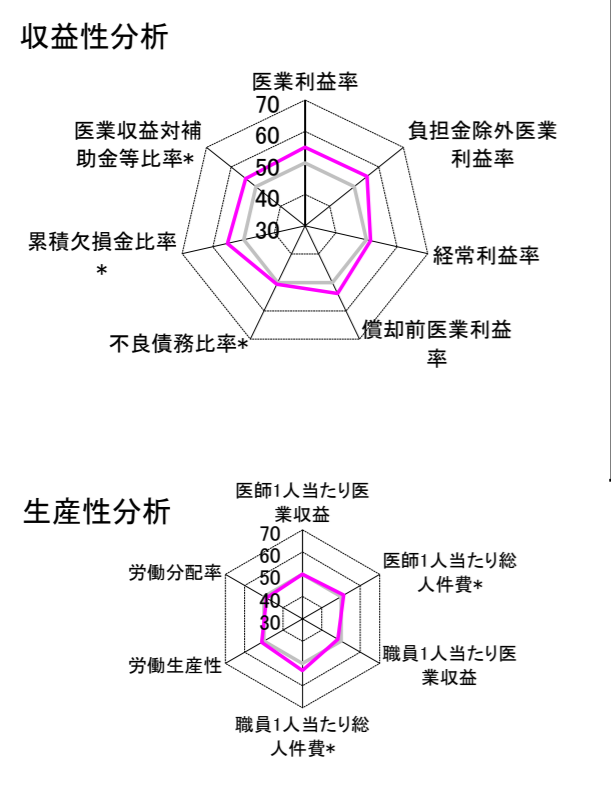 収益性分析
医業利益率
70
60
50
40
30
負担金除外医業
利益率
経常利益率
償却前医業利益
率
不良債務比率*
累積欠損金比率
*
医業収益対補
助金等比率*
生産性分析
医師1人当たり医
業収益
70
60
50
40
30
医師1人当たり総
人件費*
職員1人当たり医
業収益
職員1人当たり総
人件費*
労働生産性
労働分配率